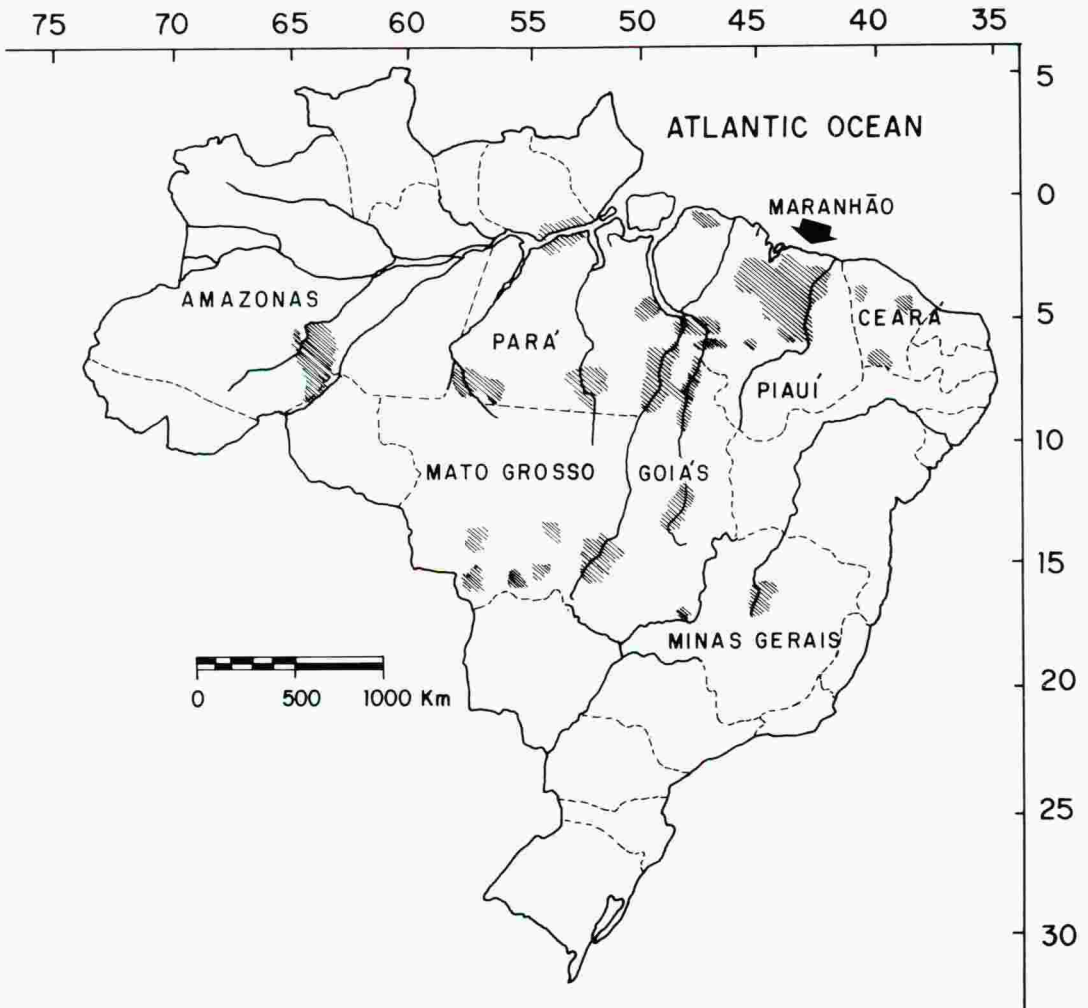 75 70 65 60 55 50 45 40 35
5
ATLANTIC OCEAN
0
MARANHÃO
AMAZONAS
5
CEARÁ
PARÁ
PIAUÍ
10
MATO GROSSO GOIÁS
15
MINAS GERAIS
20
0 500 1000 Km
25
30